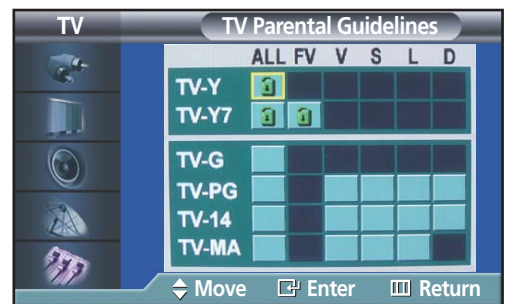 TV TV Parental Guidelines
ALL FV V S L D
TV-Y
TV-Y7
TV-G
TV-PG
TV-14
TV-MA
Move Enter Return